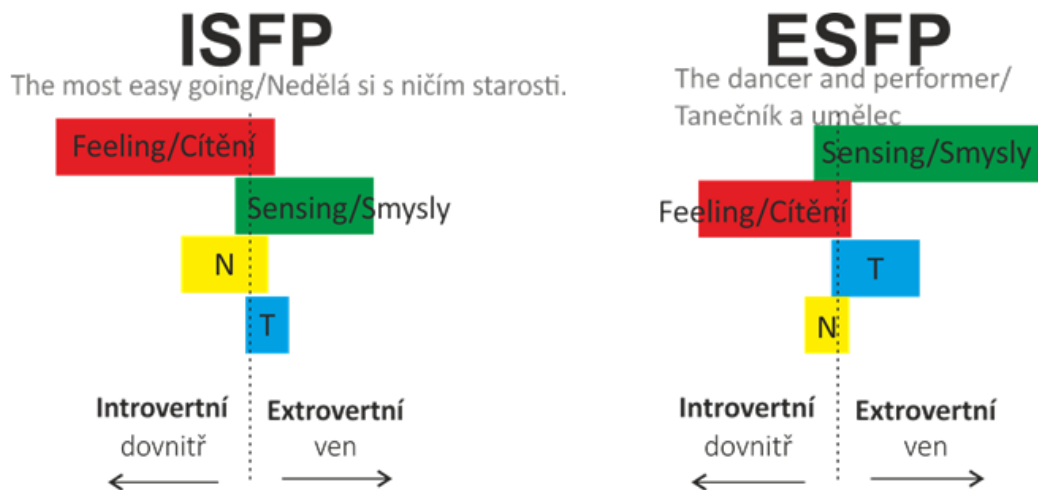 ISFP
The most easy going/Nedělá si s ničím starosti.
Feeling/Cítění
Sensing/Smysly
N
T
Introvertní
dovnitř
Extrovertní
ven
ESFP
The dancer and performer/
Tanečník a umělec
Sensing/Smysly
Feeling/Cítění
T
N
Introvertní
dovnitř
Extrovertní
ven